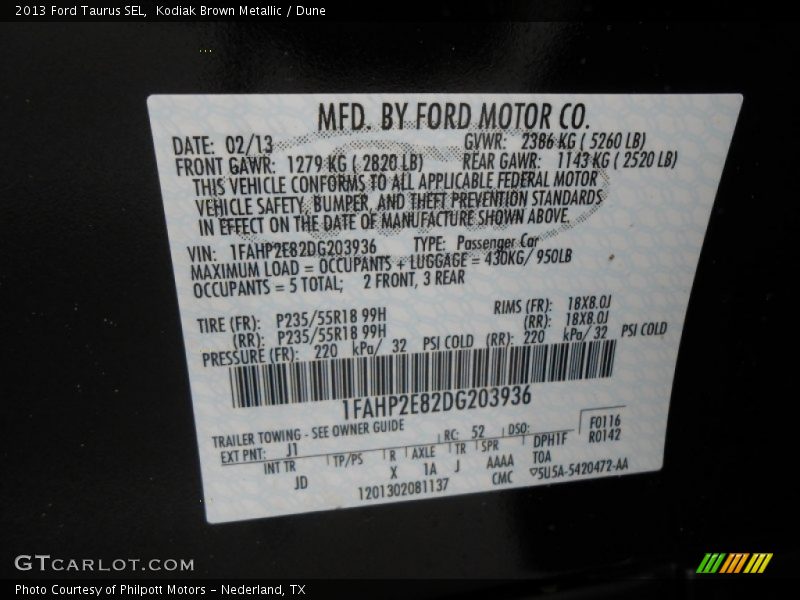 2013 Ford Taurus SEL,  Kodiak Brown Metallic / Dune
MFD. BY FORD MOTOR CO.
DATE: 02/13 GVWR: 2386 KG ( 5260 LB)
FRONT GAWR: 1279 KG ( 2820 LB) REAR GAWR: 1143 KG ( 2520 LB)
THIS VEHICLE CONFORMS TO ALL APPLICABLE FEDERAL MOTOR
VEHICLE SAFETY, BUMPER, AND THEFT PREVENTION STANDARDS
IN EFFECT ON THE DATE OF MANUFACTURE SHOWN ABOVE.
VIN: 1FAHP2E82DG203936 TYPE: Passenger Car
MAXIMUM LOAD = OCCUPANTS + LUGGAGE = 430KG/950LB
OCCUPANTS = 5 TOTAL; 2 FRONT, 3 REAR
TIRE (FR): P235/55R18 99H RIMS (FR): 18X8.0J
(RR): P235/55R18 99H (RR): 18X8.0J
PRESSURE (FR): 220 kPa/ 32 PSI COLD (RR): 220 kPa/ 32 PSI COLD
1FAHP2E82DG203936
TRAILER TOWING - SEE OWNER GUIDE
EXT PNT: J1 RC: 52 DSO: F0116
R0142
INT TR TP/PS R AXLE TR SPR DPH1F
JD X 1A J AAAA TOA
1201302081137 CMC 5U5A-5420472-AA
GTCARLOT.COM
Photo Courtesy of Philpott Motors - Nederland, TX